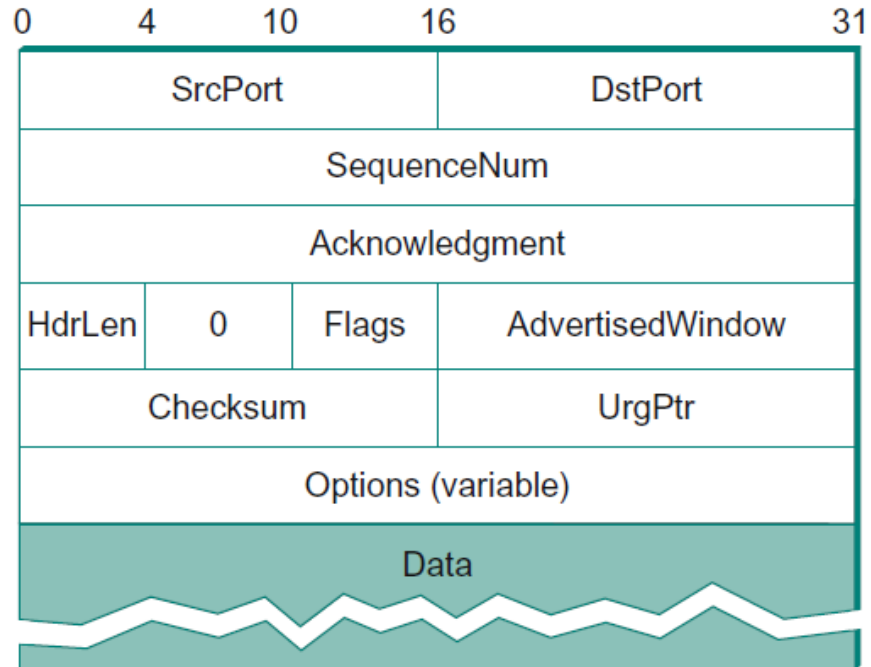 0 4 10 16 31
SrcPort DstPort
SequenceNum
Acknowledgment
HdrLen 0 Flags AdvertisedWindow
Checksum UrgPtr
Options (variable)
Data